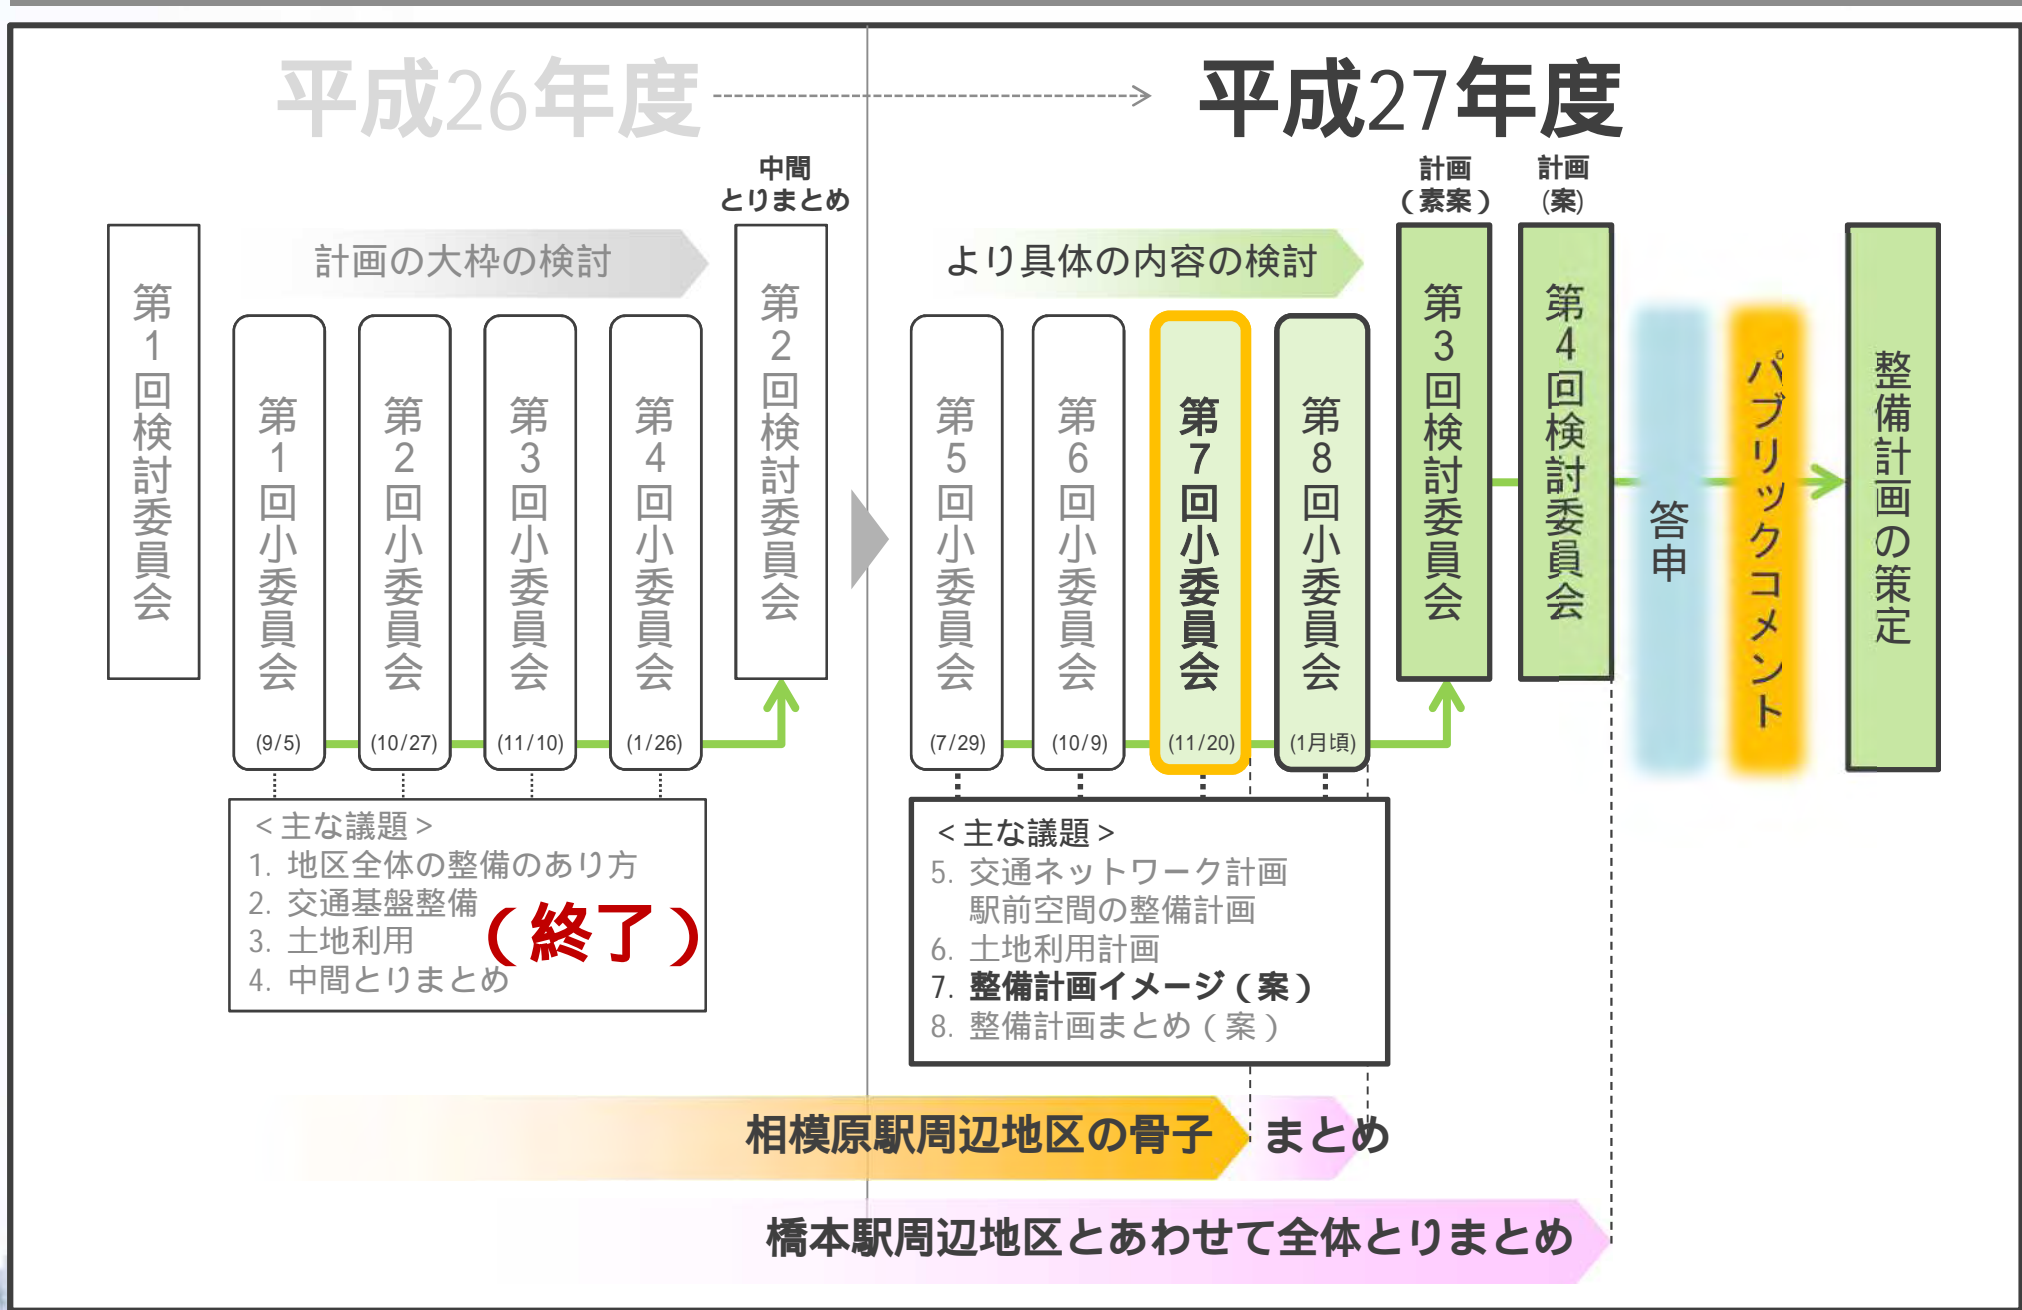 平成26年度
平成27年度
中間
とりまとめ
計画
（素案）
計画
(案)
計画の大枠の検討
より具体の内容の検討
第1回検討委員会
第1回小委員会
(9/5)
第2回小委員会
(10/27)
第3回小委員会
(11/10)
第4回小委員会
(1/26)
第2回検討委員会
第5回小委員会
(7/29)
第6回小委員会
(10/9)
第7回小委員会
(11/20)
第8回小委員会
(1月頃)
第3回検討委員会
第4回検討委員会
答申
パブリックコメント
整備計画の策定
＜主な議題＞
1. 地区全体の整備のあり方
2. 交通基盤整備
3. 土地利用
4. 中間とりまとめ
（終了）
＜主な議題＞
5. 交通ネットワーク計画
駅前空間の整備計画
6. 土地利用計画
7. 整備計画イメージ（案）
8. 整備計画まとめ（案）
相模原駅周辺地区の骨子
まとめ
橋本駅周辺地区とあわせて全体とりまとめ